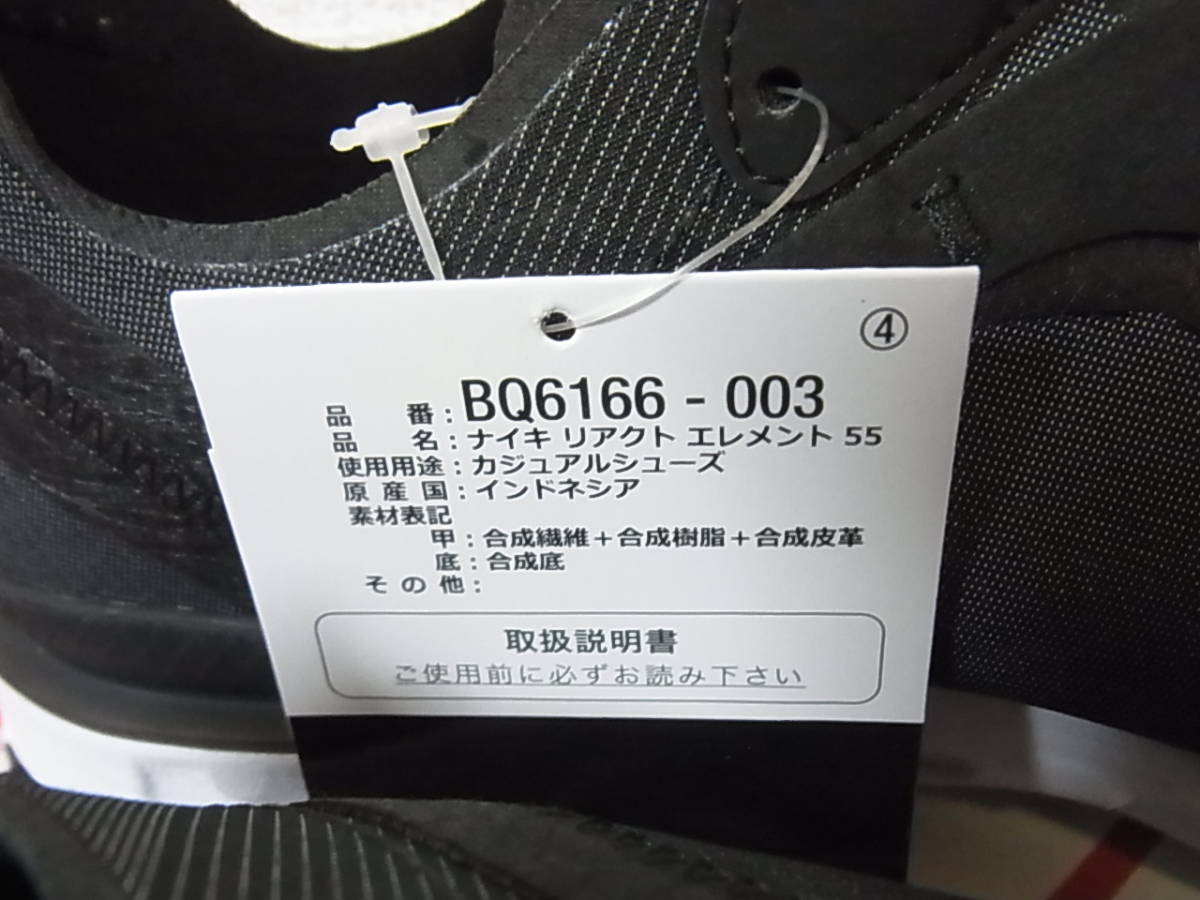 ④
品 番：BQ6166 - 003
品 名：ナイキ リアクト エレメント 55
使用用途：カジュアルシューズ
原 産 国：インドネシア
素材表記
甲：合成繊維＋合成樹脂＋合成皮革
底：合成底
そ の 他：
取扱説明書
ご使用前に必ずお読み下さい